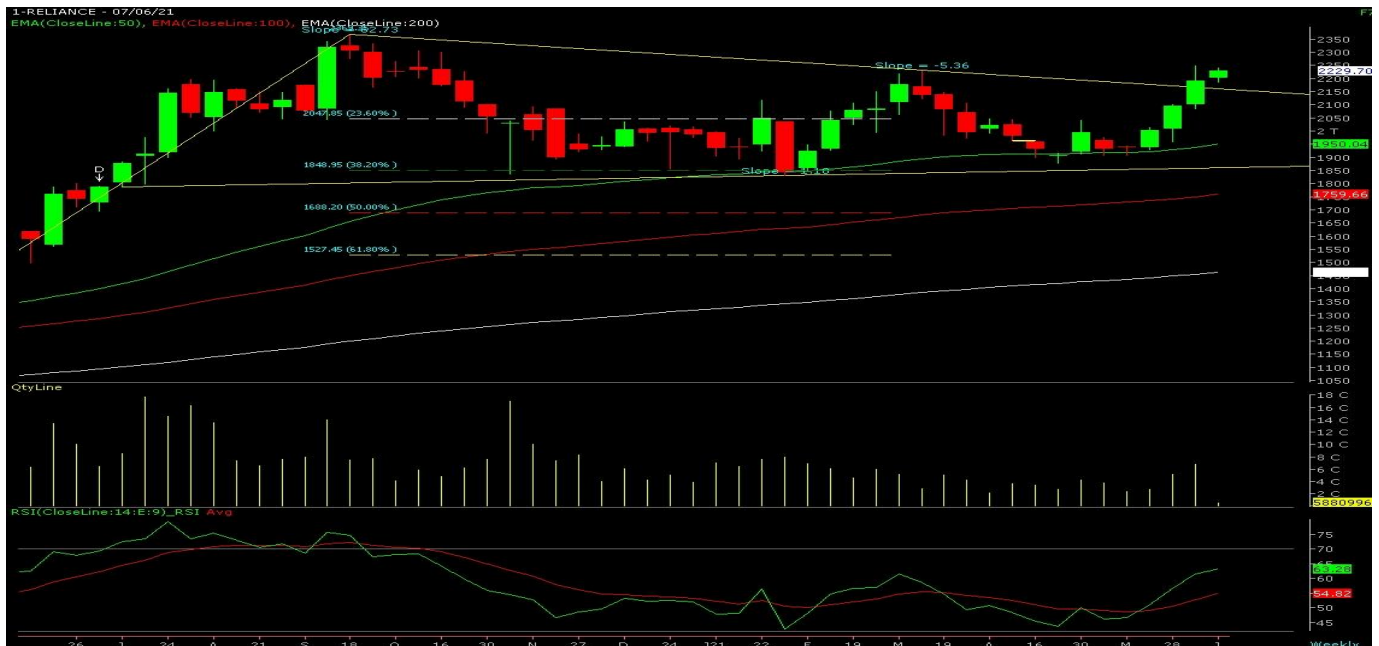 1-RELIANCE - 07/06/21
EMA(CloseLine:50), EMA(CloseLine:100), EMA(CloseLine:200)
Slope = 62.73
Slope = -5.36
2047.85 (23.60% )
1848.95 (38.20% )
1688.20 (50.00% )
1527.45 (61.80% )
D
2350
2300
2229.70
2200
2150
2100
2050
2 T
1950.04
1900
1850
1800
1759.66
1700
1650
1600
1550
1500
1400
1350
1300
1250
1200
1150
1100
1050
QtyLine
18 C
16 C
14 C
12 C
10 C
8 C
6 C
4 C
2 C
5880996
RSI(CloseLine:14:E:9)_RSI Avg
75
70
63.28
60
54.82
50
45
26 J 24 A 21 S 18 O 16 30 N 27 D 24 J21 22 F 19 M 19 A 16 30 M 28 J
Weekly